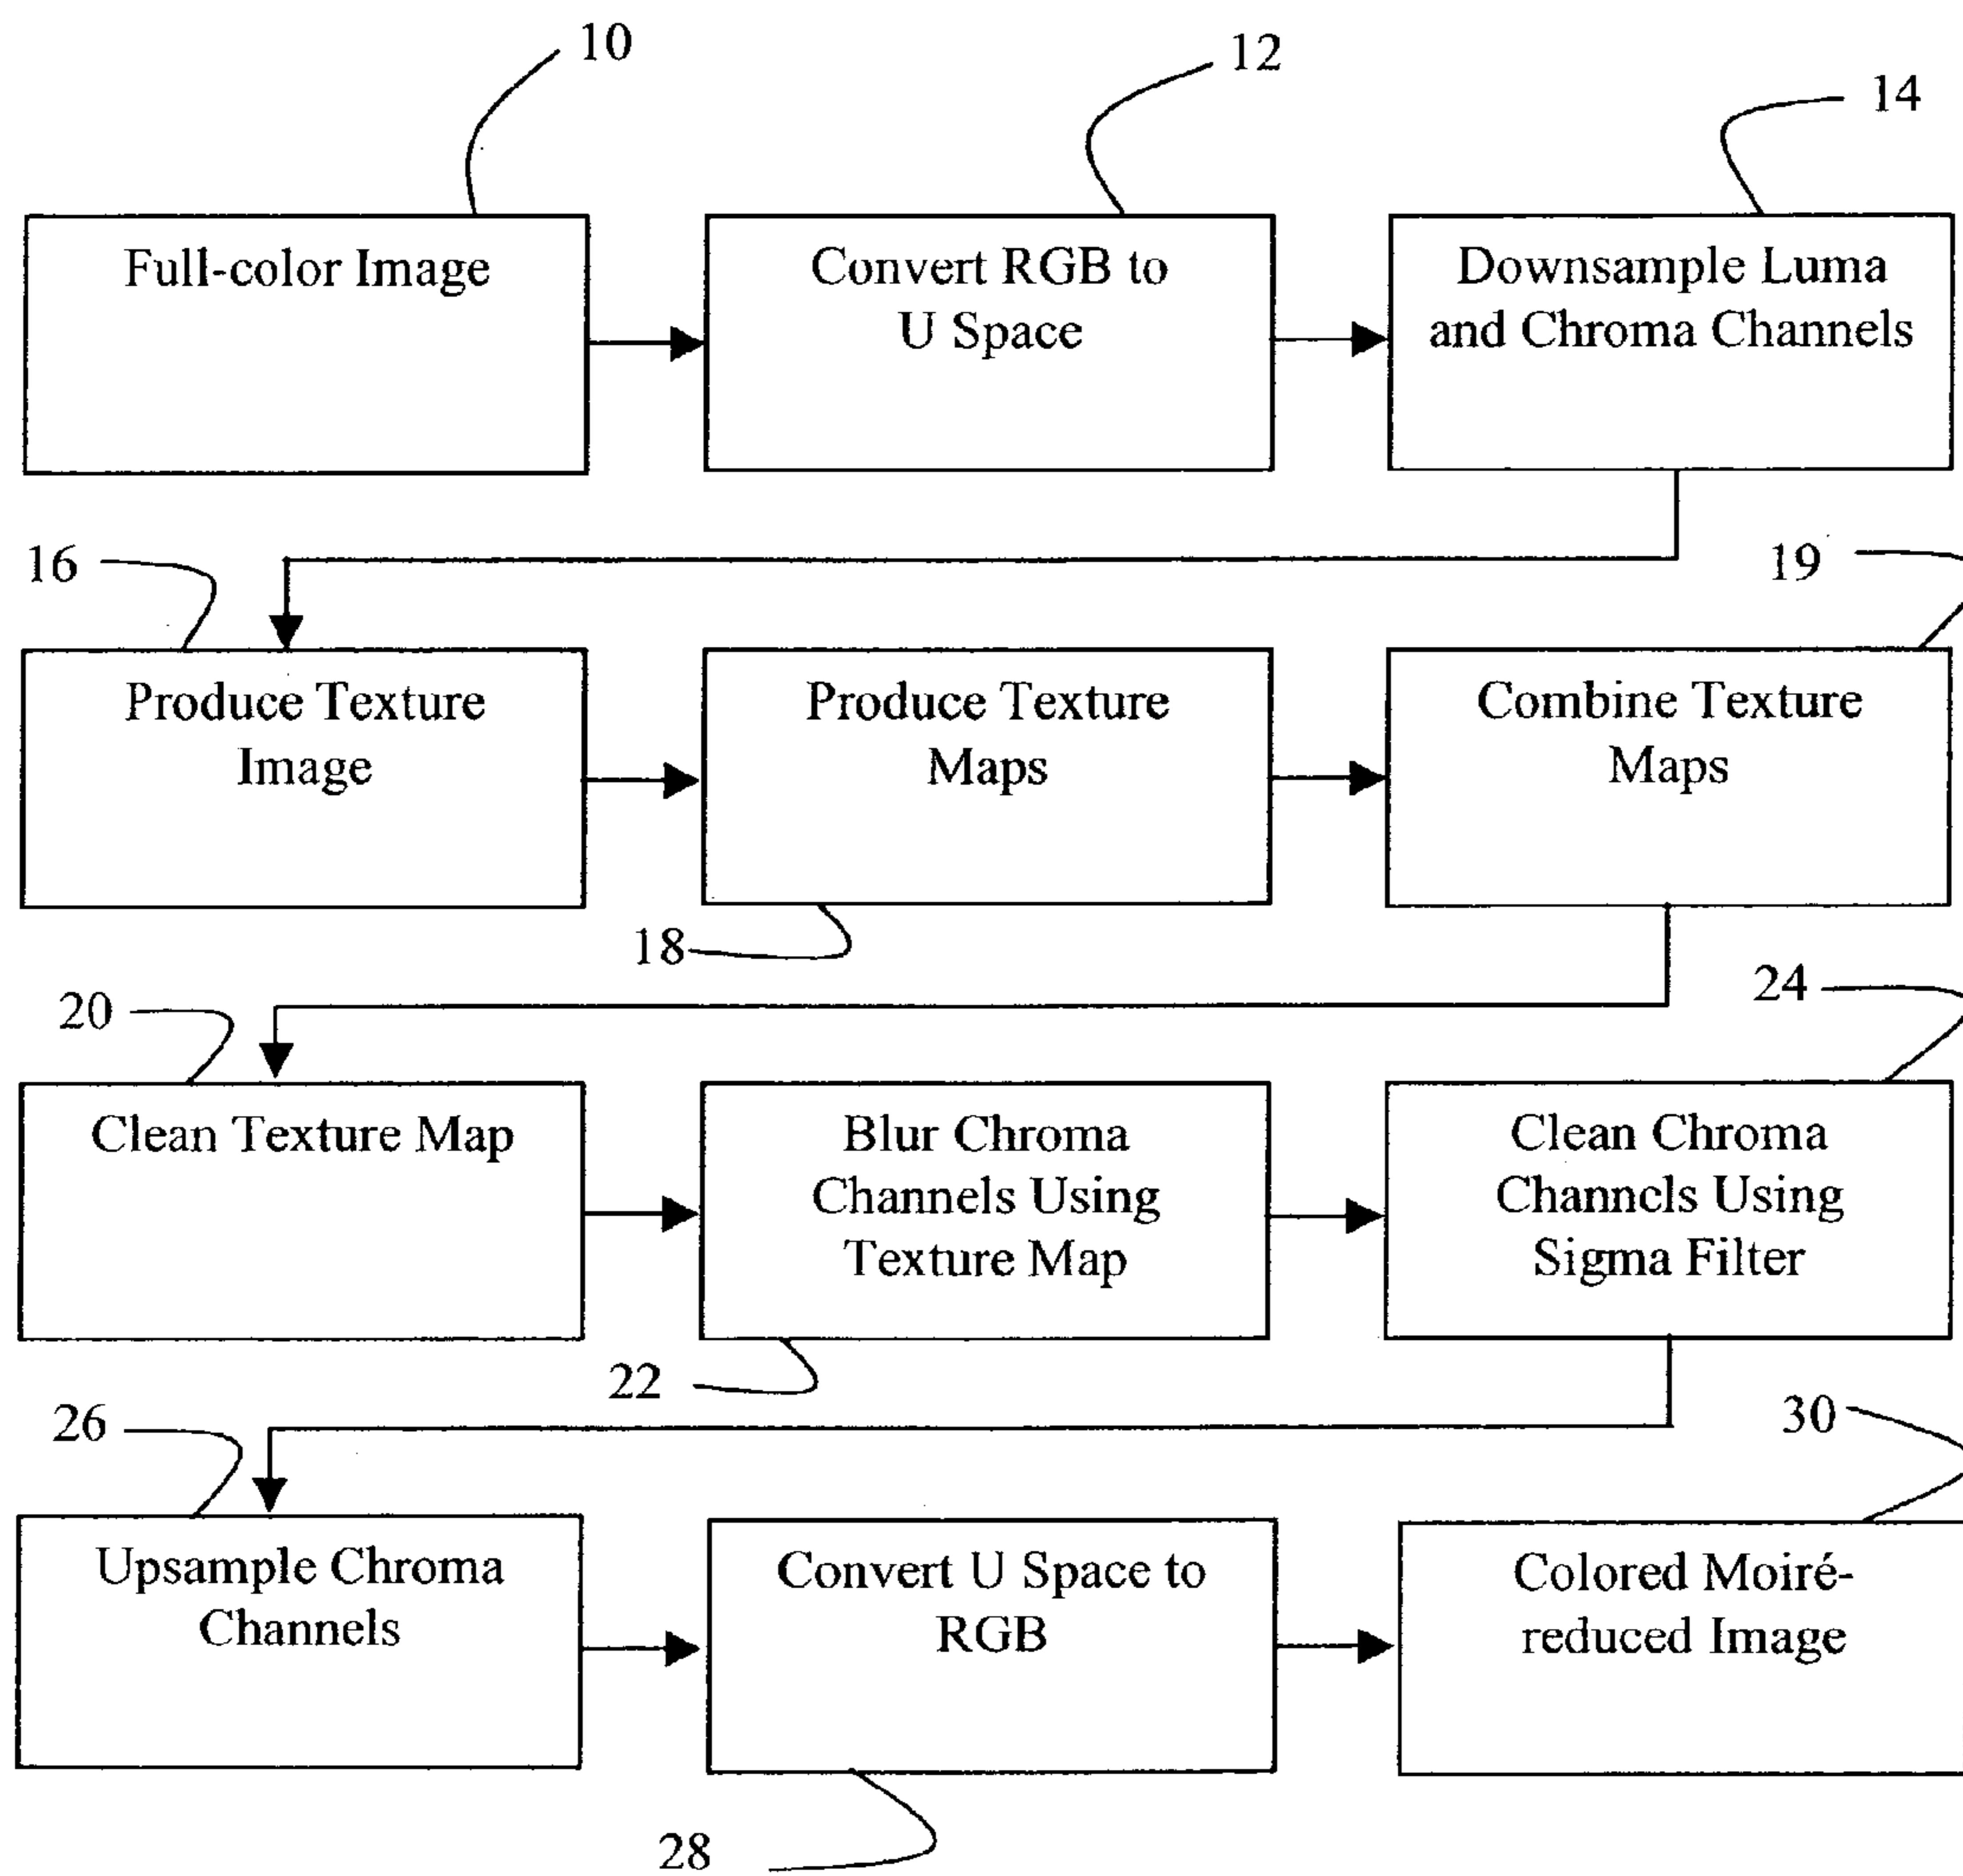 10
12
14
Full-color Image
Convert RGB to
U Space
Downsample Luma
and Chroma Channels
16
19
Produce Texture
Image
Produce Texture
Maps
Combine Texture
Maps
18
20
24
Clean Texture Map
Blur Chroma
Channels Using
Texture Map
Clean Chroma
Channels Using
Sigma Filter
22
26
30
Upsample Chroma
Channels
Convert U Space to
RGB
Colored Moiré-
reduced Image
28